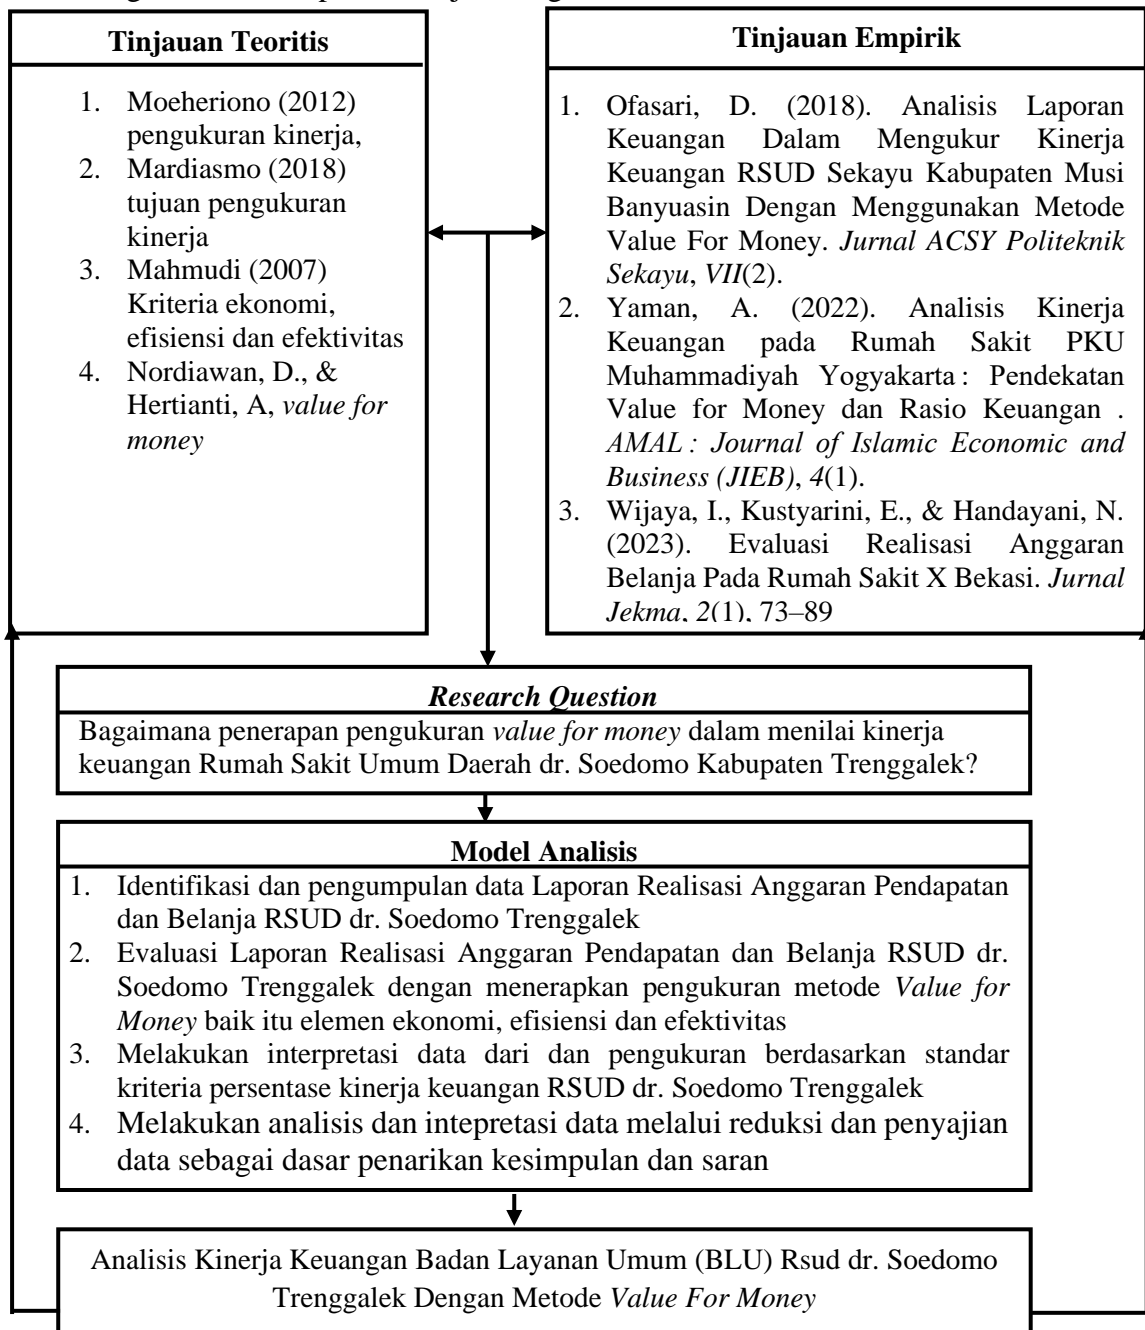 Tinjauan Teoritis
1. Moeheriono (2012)
pengukuran kinerja,
2. Mardiasmo (2018)
tujuan pengukuran
kinerja
3. Mahmudi (2007)
Kriteria ekonomi,
efisiensi dan efektivitas
4. Nordiawan, D., &
Hertianti, A, value for
money
Tinjauan Empirik
1. Ofasari, D. (2018). Analisis Laporan
Keuangan Dalam Mengukur Kinerja
Keuangan RSUD Sekayu Kabupaten Musi
Banyuasin Dengan Menggunakan Metode
Value For Money. Jurnal ACSY Politeknik
Sekayu, VII(2).
2. Yaman, A. (2022). Analisis Kinerja
Keuangan pada Rumah Sakit PKU
Muhammadiyah Yogyakarta : Pendekatan
Value for Money dan Rasio Keuangan .
AMAL : Journal of Islamic Economic and
Business (JIEB), 4(1).
3. Wijaya, I., Kustyarini, E., & Handayani, N.
(2023). Evaluasi Realisasi Anggaran
Belanja Pada Rumah Sakit X Bekasi. Jurnal
Jekma, 2(1), 73–89
Research Question
Bagaimana penerapan pengukuran value for money dalam menilai kinerja
keuangan Rumah Sakit Umum Daerah dr. Soedomo Kabupaten Trenggalek?
Model Analisis
1. Identifikasi dan pengumpulan data Laporan Realisasi Anggaran Pendapatan
dan Belanja RSUD dr. Soedomo Trenggalek
2. Evaluasi Laporan Realisasi Anggaran Pendapatan dan Belanja RSUD dr.
Soedomo Trenggalek dengan menerapkan pengukuran metode Value for
Money baik itu elemen ekonomi, efisiensi dan efektivitas
3. Melakukan interpretasi data dari dan pengukuran berdasarkan standar
kriteria persentase kinerja keuangan RSUD dr. Soedomo Trenggalek
4. Melakukan analisis dan intepretasi data melalui reduksi dan penyajian
data sebagai dasar penarikan kesimpulan dan saran
Analisis Kinerja Keuangan Badan Layanan Umum (BLU) Rsud dr. Soedomo
Trenggalek Dengan Metode Value For Money